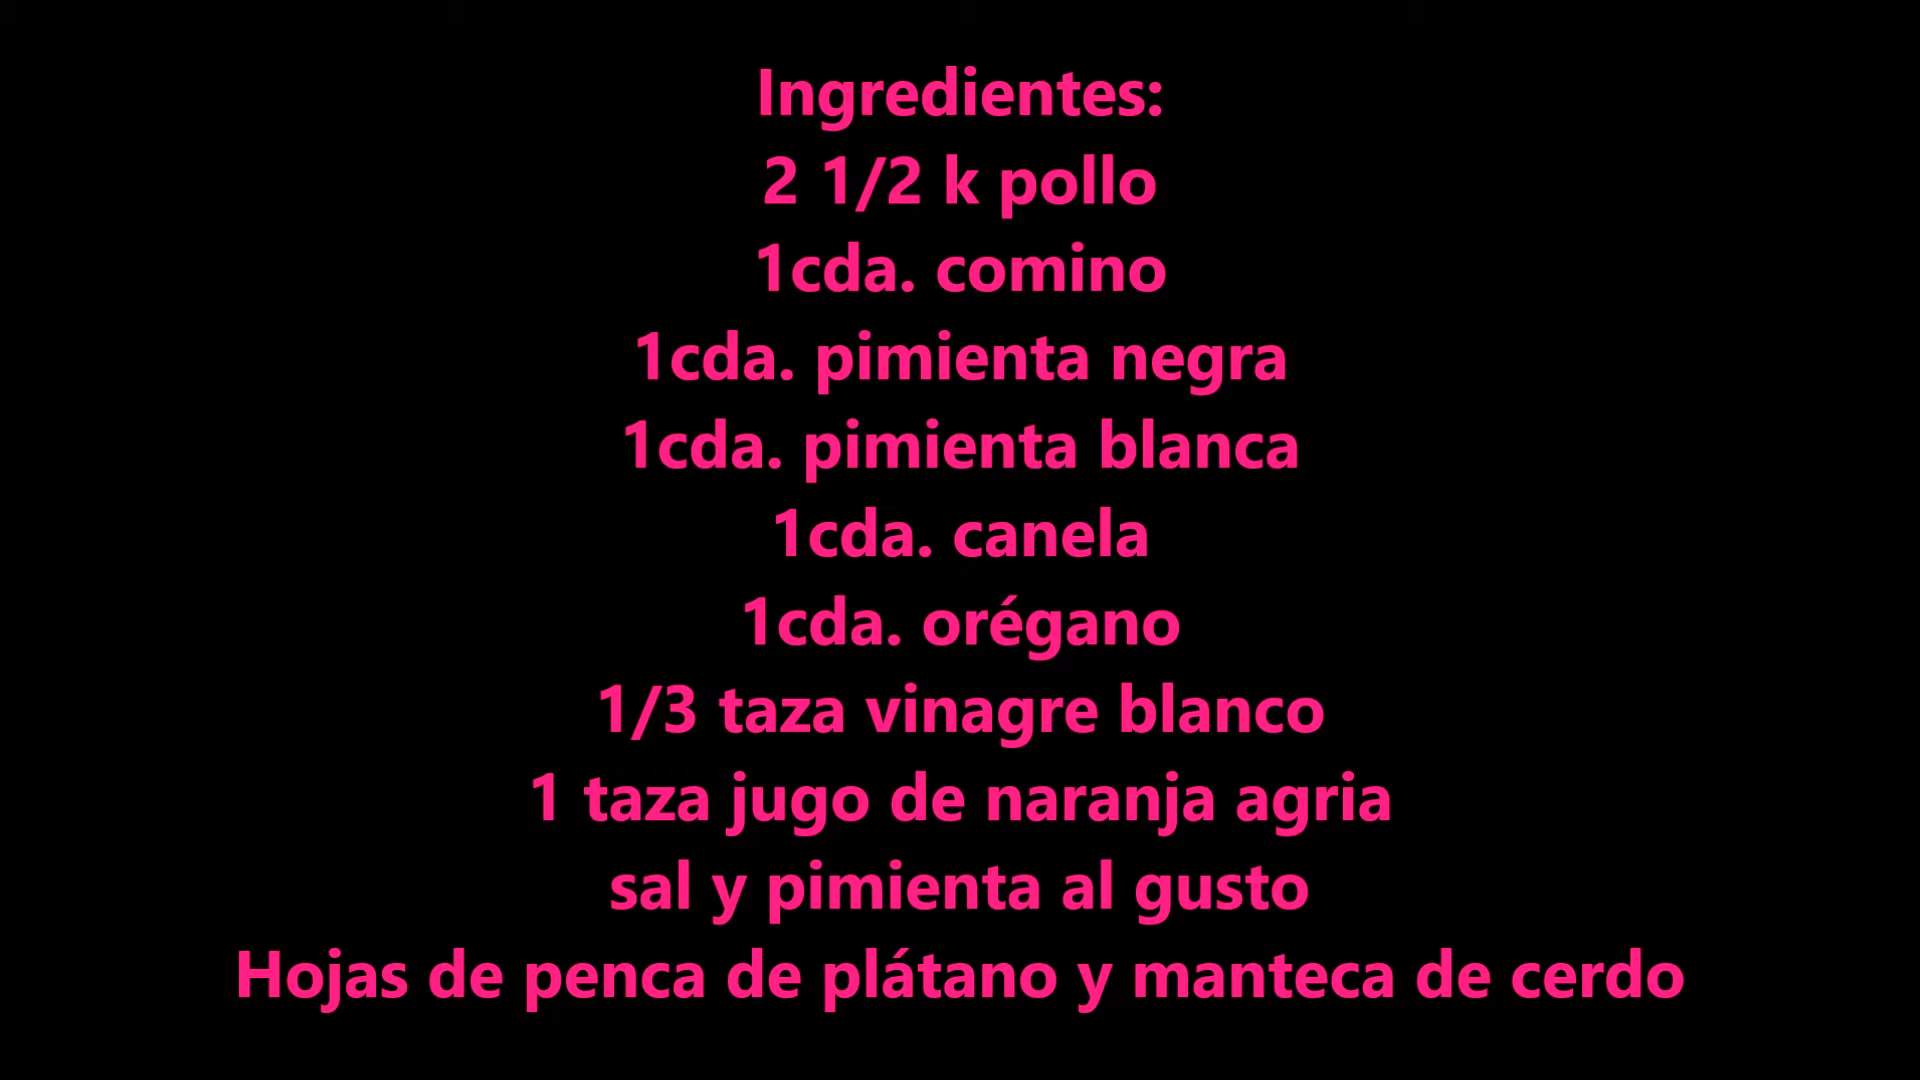 Ingredientes:
2 1/2 k pollo
1cda. comino
1cda. pimienta negra
1cda. pimienta blanca
1cda. canela
1cda. orégano
1/3 taza vinagre blanco
1 taza jugo de naranja agria
sal y pimienta al gusto
Hojas de penca de plátano y manteca de cerdo